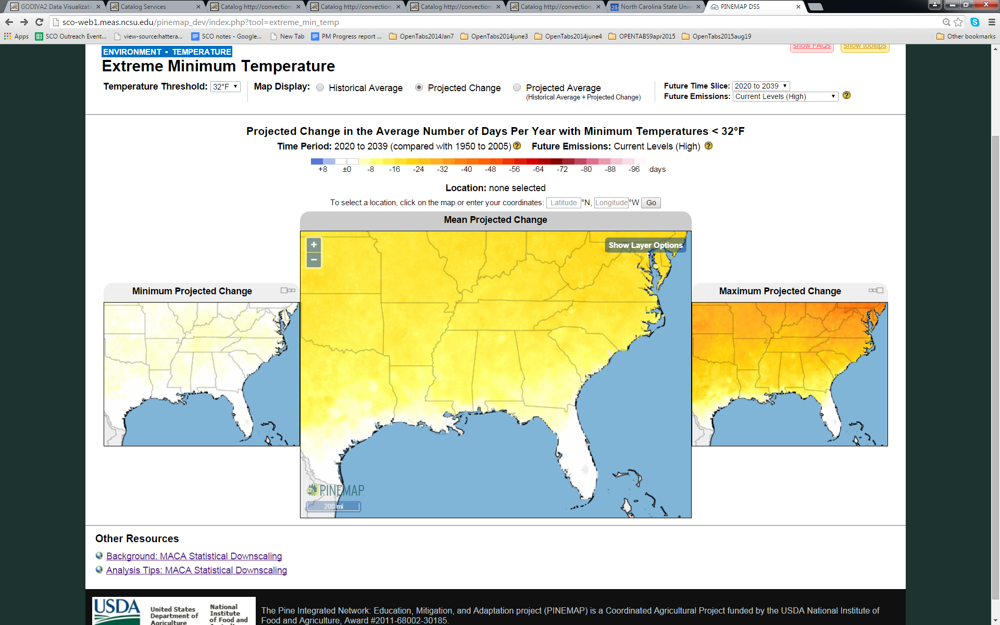 GODIVA2 Data Visualizati
Catalog Services
Catalog http://convection
Catalog http://convection
Catalog http://convection
Catalog http://convection
25 North Carolina State Univ
PINEMAP DSS
sco-web1.meas.ncsu.edu/pinemap_dev/index.php?tool=extreme_min_temp
Apps SCO Outreach Event... view-source:hattera... SCO notes - Google... New Tab PM Progress report ... OpenTabs2014Jan7 OpenTabs2014june3 OpenTabs2014june4 OPENTABS9apr2015 OpenTabs2015aug19 Other bookmarks
ENVIRONMENT • TEMPERATURE
show FAQs show tooltips
Extreme Minimum Temperature
Temperature Threshold: 32°F
Map Display: Historical Average Projected Change Projected Average
(Historical Average + Projected Change)
Future Time Slice: 2020 to 2039
Future Emissions: Current Levels (High) ?
Projected Change in the Average Number of Days Per Year with Minimum Temperatures < 32°F
Time Period: 2020 to 2039 (compared with 1950 to 2005) ? Future Emissions: Current Levels (High) ?
+8 ±0 -8 -16 -24 -32 -40 -48 -56 -64 -72 -80 -88 -96 days
Location: none selected
To select a location, click on the map or enter your coordinates: Latitude °N, Longitude °W Go
Mean Projected Change
+
−
Show Layer Options
Minimum Projected Change
Maximum Projected Change
PINEMAP
200 mi
Other Resources
Background: MACA Statistical Downscaling
Analysis Tips: MACA Statistical Downscaling
USDA
United States
Department of
Agriculture
National
Institute
of Food and
The Pine Integrated Network: Education, Mitigation, and Adaptation project (PINEMAP) is a Coordinated Agricultural Project funded by the USDA National Institute of
Food and Agriculture, Award #2011-68002-30185.